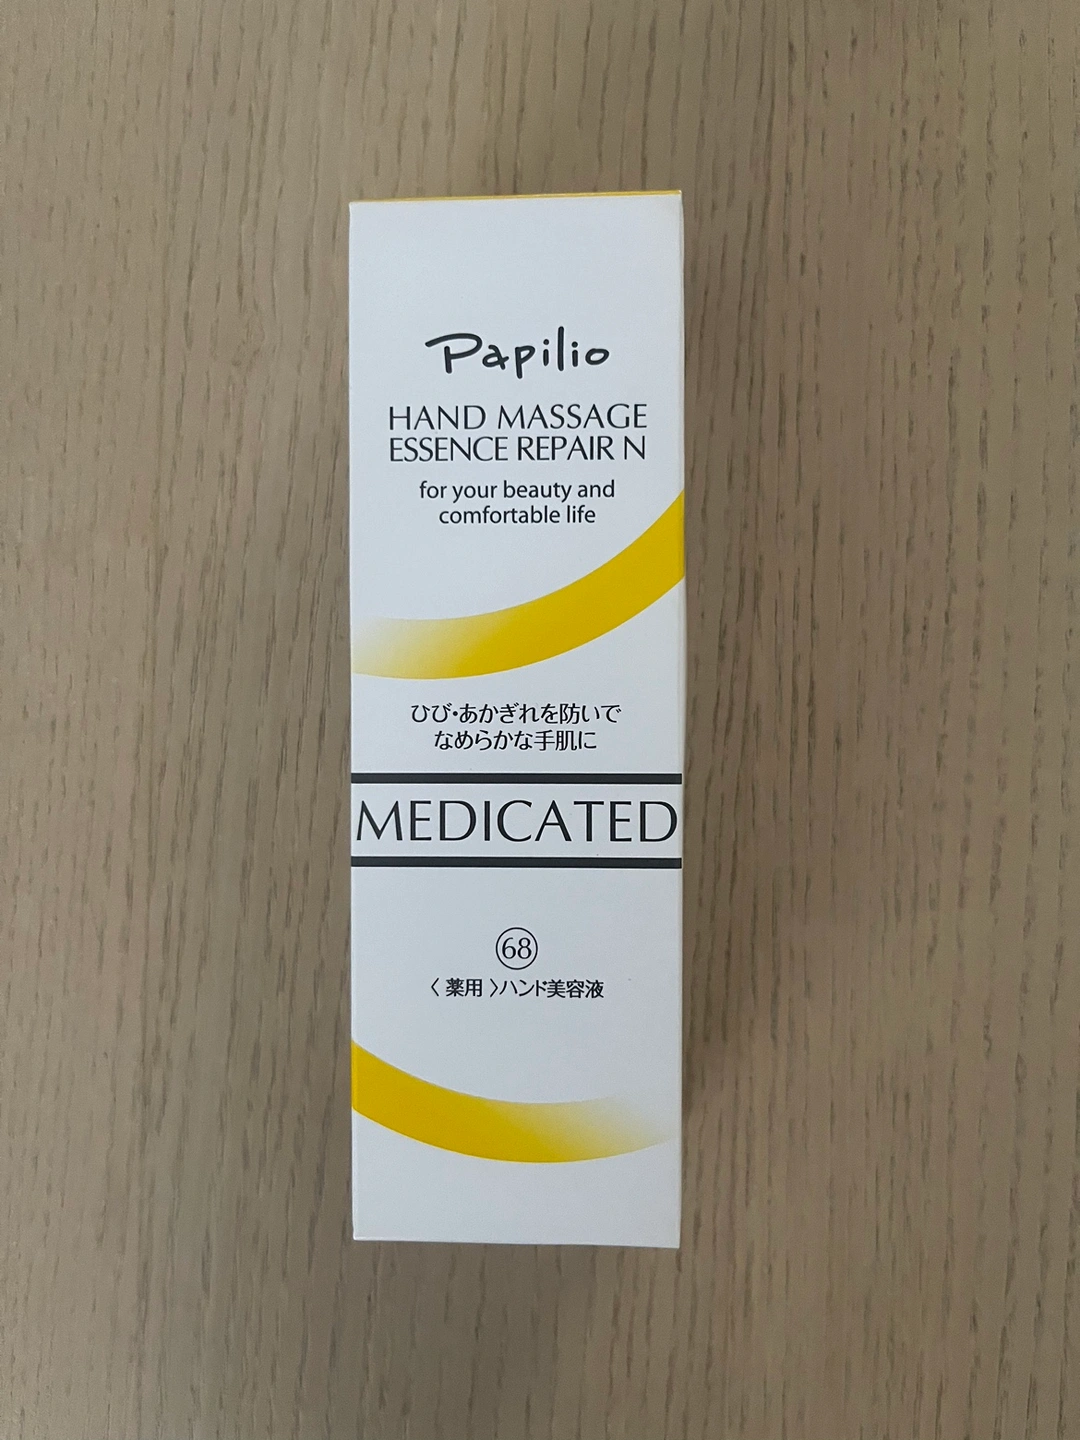 Papilio
HAND MASSAGE
ESSENCE REPAIR N
for your beauty and
comfortable life
ひび・あかぎれを防いで
なめらかな手肌に
MEDICATED
68
〈薬用〉ハンド美容液